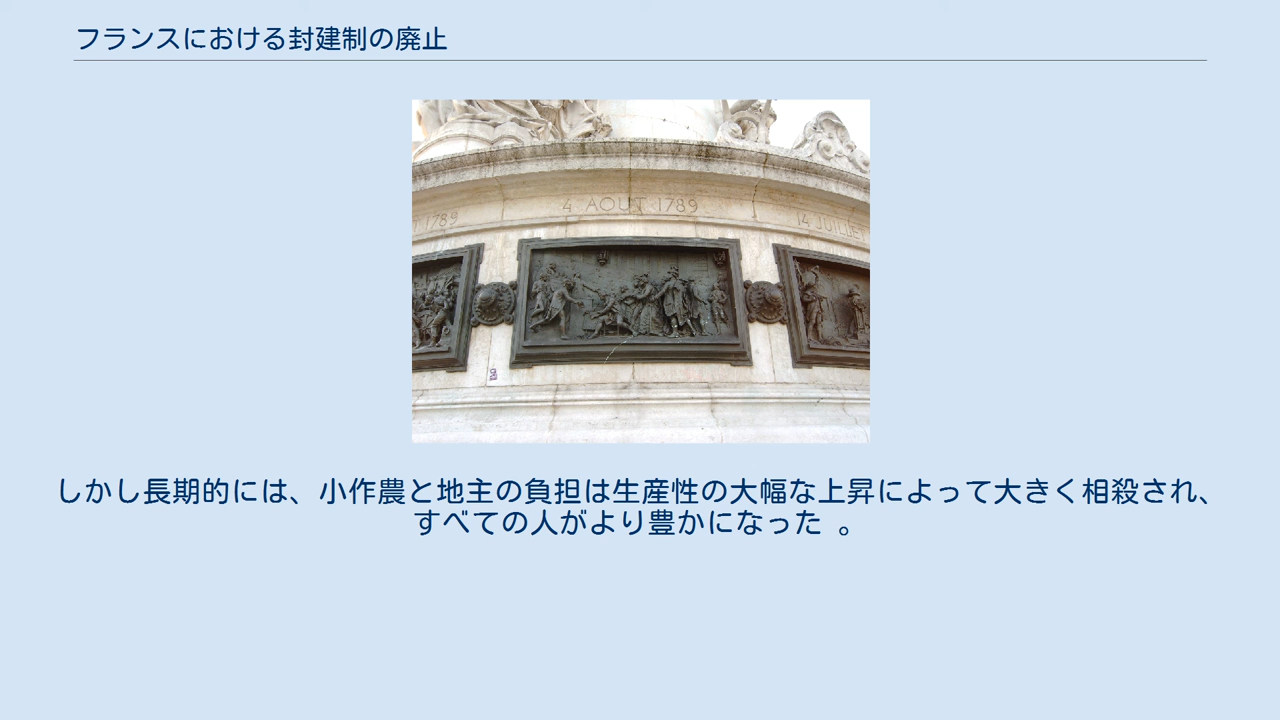 フランスにおける封建制の廃止
1789
4 AOUT 1789
14 JUILLET
しかし長期的には、小作農と地主の負担は生産性の大幅な上昇によって大きく相殺され、
すべての人がより豊かになった 。